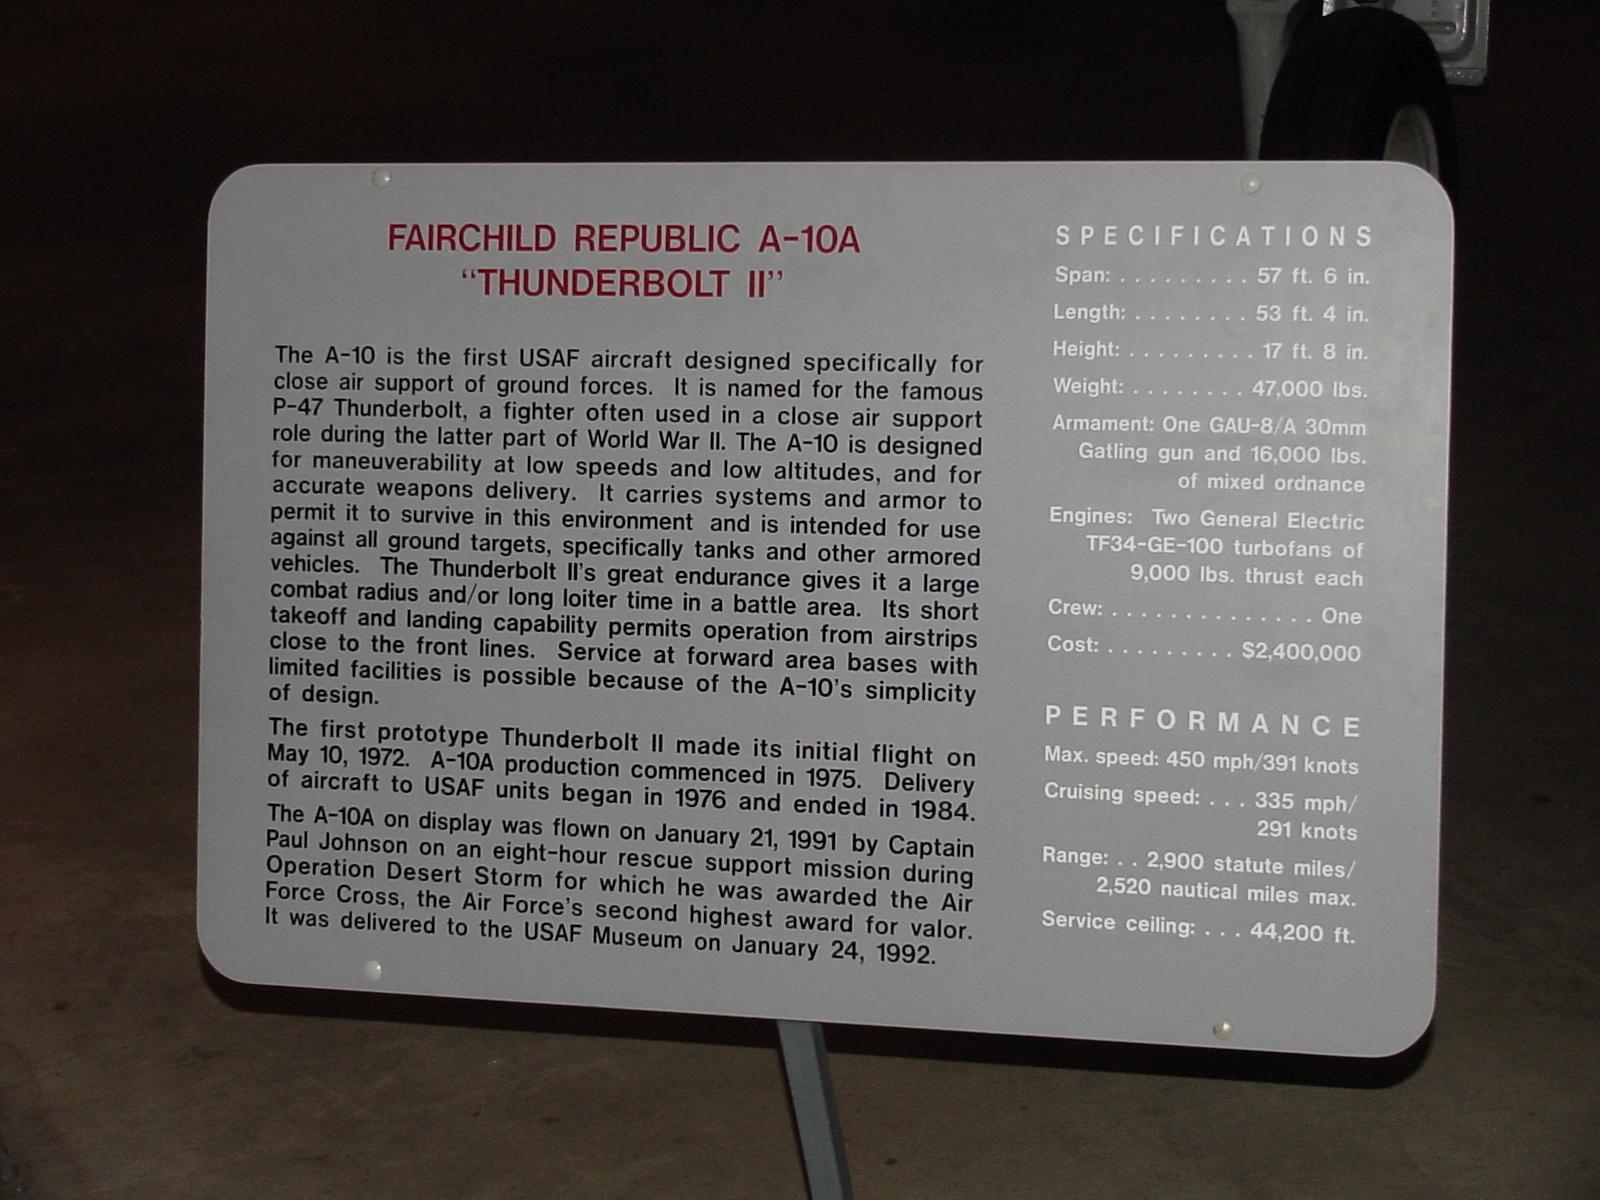 FAIRCHILD REPUBLIC A-10A
"THUNDERBOLT II"
The A-10 is the first USAF aircraft designed specifically for
close air support of ground forces. It is named for the famous
P-47 Thunderbolt, a fighter often used in a close air support
role during the latter part of World War II. The A-10 is designed
for maneuverability at low speeds and low altitudes, and for
accurate weapons delivery. It carries systems and armor to
permit it to survive in this environment and is intended for use
against all ground targets, specifically tanks and other armored
vehicles. The Thunderbolt II's great endurance gives it a large
combat radius and/or long loiter time in a battle area. Its short
takeoff and landing capability permits operation from airstrips
close to the front lines. Service at forward area bases with
limited facilities is possible because of the A-10's simplicity
of design.
The first prototype Thunderbolt II made its initial flight on
May 10, 1972. A-10A production commenced in 1975. Delivery
of aircraft to USAF units began in 1976 and ended in 1984.
The A-10A on display was flown on January 21, 1991 by Captain
Paul Johnson on an eight-hour rescue support mission during
Operation Desert Storm for which he was awarded the Air
Force Cross, the Air Force's second highest award for valor.
It was delivered to the USAF Museum on January 24, 1992.
SPECIFICATIONS
Span: . . . . . . . . . 57 ft. 6 in.
Length: . . . . . . . . 53 ft. 4 in.
Height: . . . . . . . . . 17 ft. 8 in.
Weight: . . . . . . . . 47,000 lbs.
Armament: One GAU-8/A 30mm
Gatling gun and 16,000 lbs.
of mixed ordnance
Engines: Two General Electric
TF34-GE-100 turbofans of
9,000 lbs. thrust each
Crew: . . . . . . . . . . . . . . One
Cost: . . . . . . . . . $2,400,000
PERFORMANCE
Max. speed: 450 mph/391 knots
Cruising speed: . . . 335 mph/
291 knots
Range: . . 2,900 statute miles/
2,520 nautical miles max.
Service ceiling: . . . 44,200 ft.